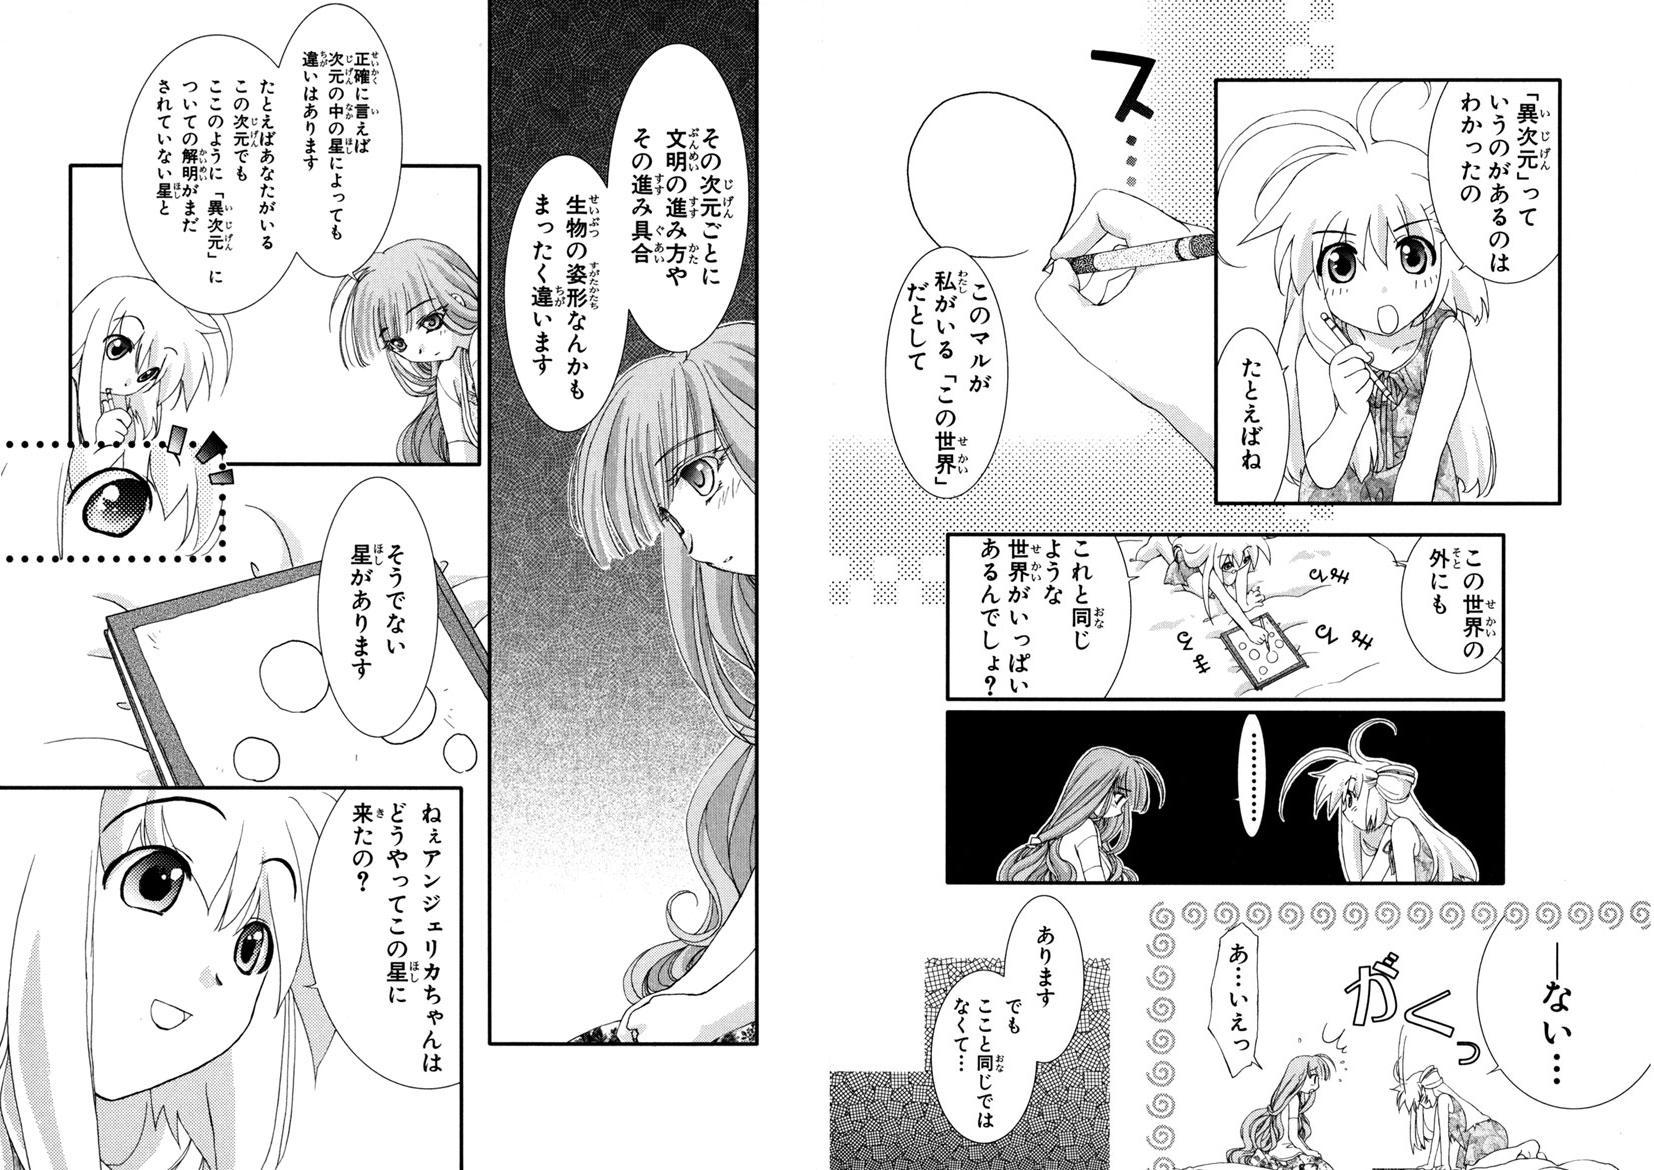 「異次元」って
いうのがあるのは
わかったの
たとえばね
ス…
このマルが
私がいる「この世界」
だとして
この世界の
外にも
まる
まる
まる
これと同じ
ような
世界がいっぱい
あるんでしょ?
…………
―ない…
がくっ
あ…いえっ
あります
でも
ここと同じでは
なくて…
その次元ごとに
文明の進み方や
その進み具合
生物の姿形なんかも
まったく違います
正確に言えば
次元の中の星によっても
違いはあります
たとえばあなたがいる
この次元でも
ここのように「異次元」に
ついての解明がまだ
されていない星と
そうでない
星があります
ねぇアンジェリカちゃんは
どうやってこの星に
来たの?